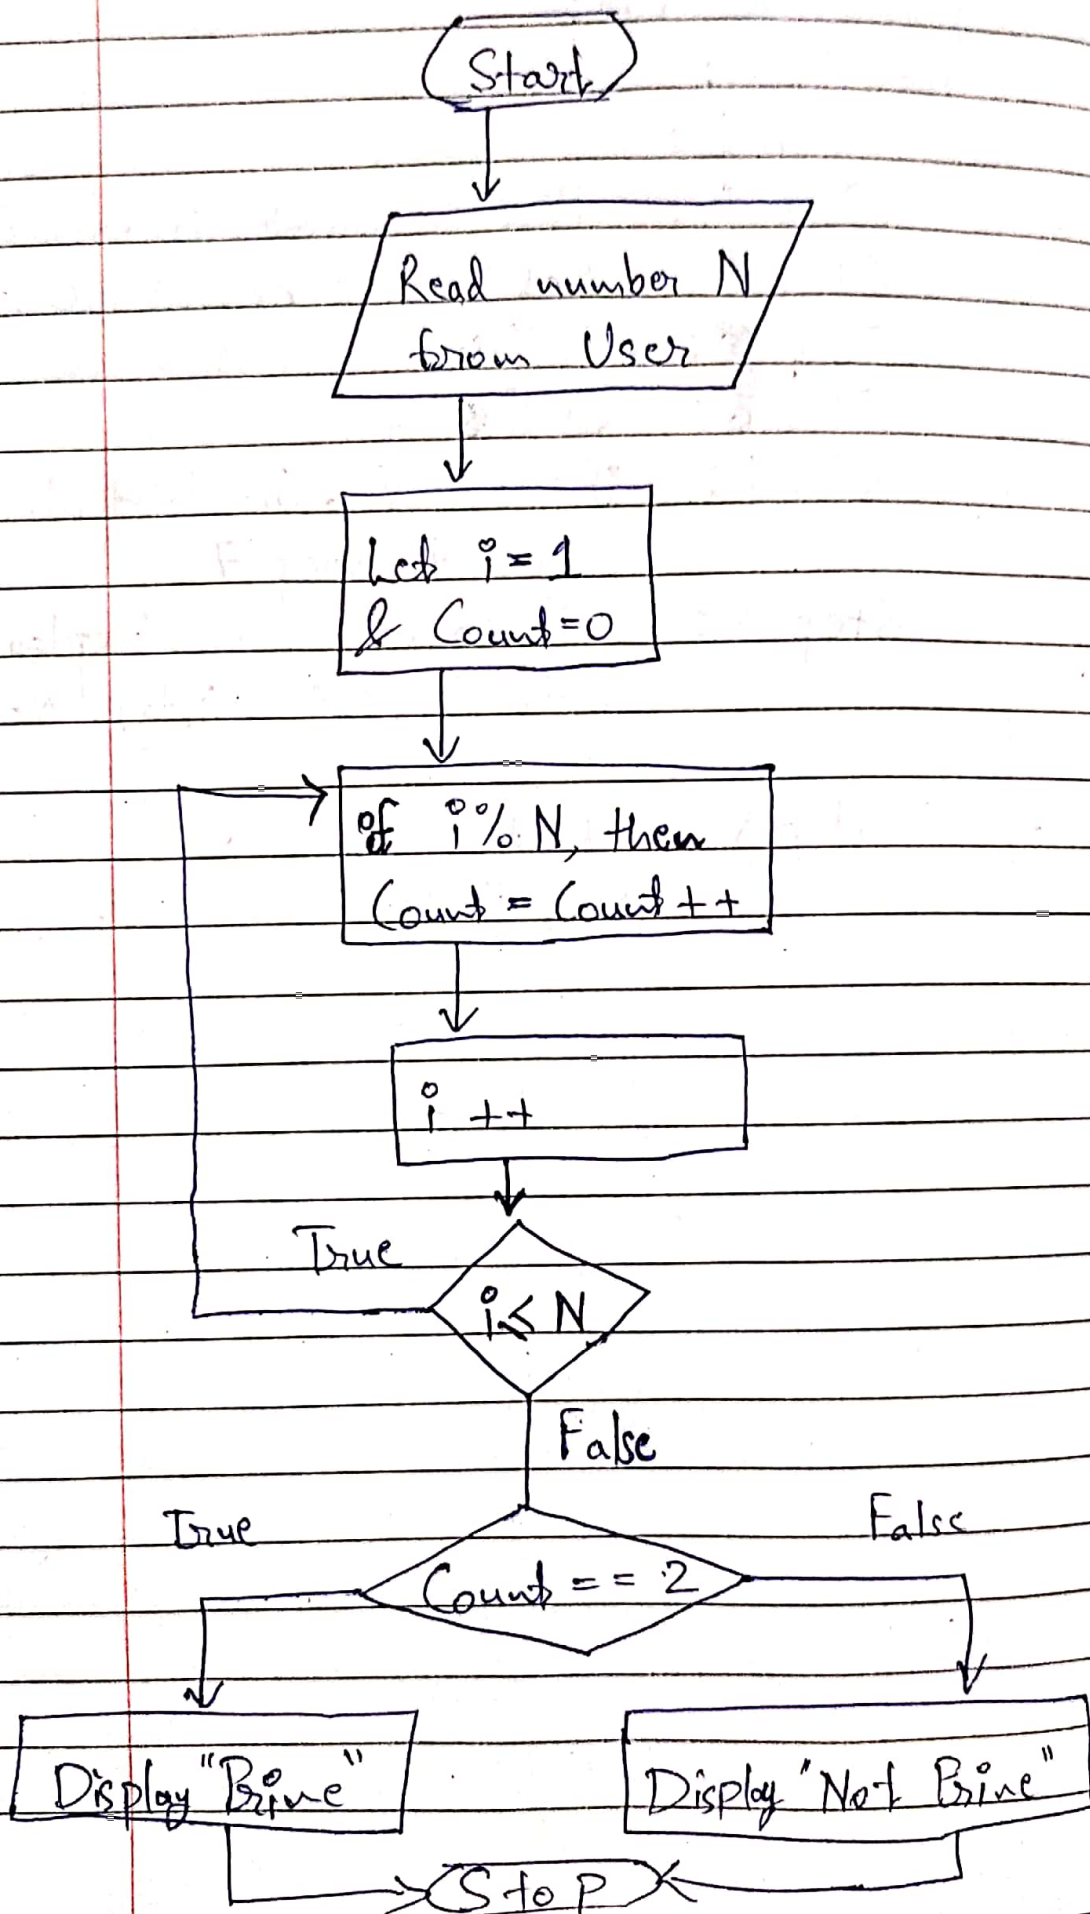 Start
Read number N
from User
Let i = 1
& Count=0
if i % N, then
Count = Count ++
i ++
True
i ≤ N
False
True
False
Count == 2
Display "Prime"
Display "Not Prime"
Stop